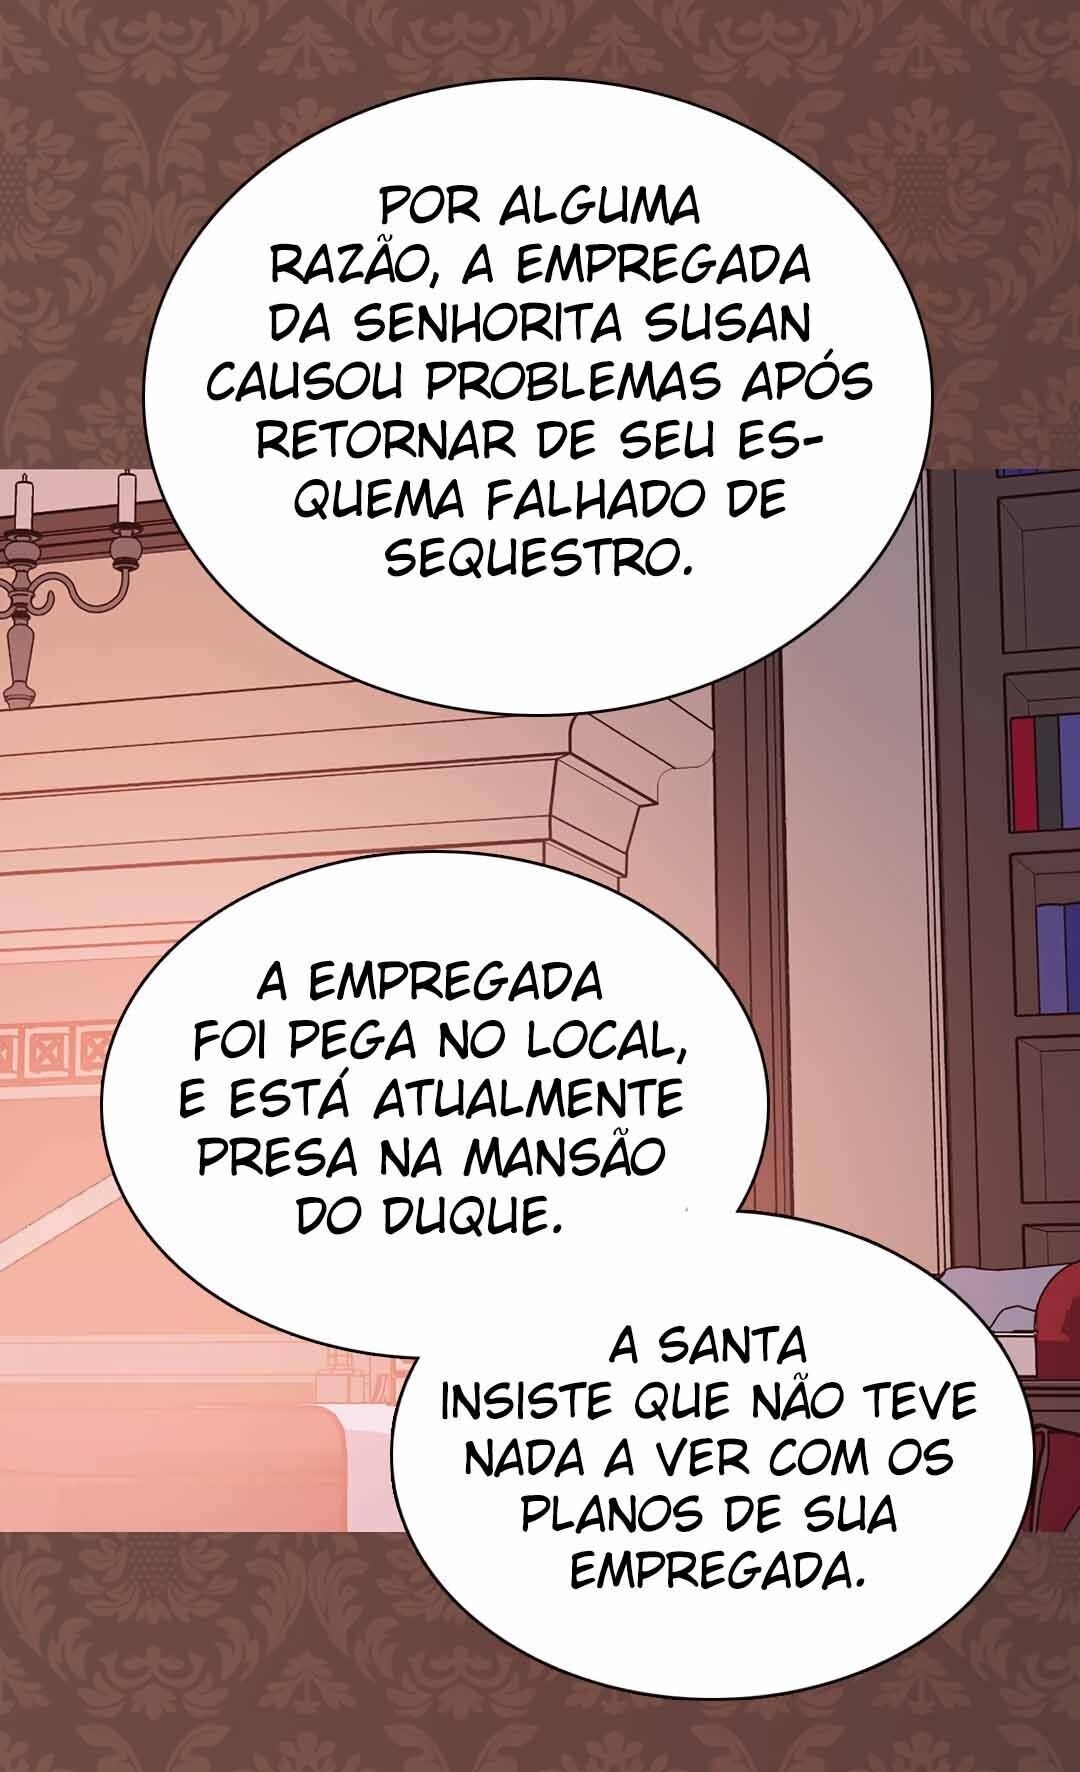 POR ALGUMA
RAZÃO, A EMPREGADA
DA SENHORITA SUSAN
CAUSOU PROBLEMAS APÓS
RETORNAR DE SEU ES-
QUEMA FALHADO DE
SEQUESTRO.
A EMPREGADA
FOI PEGA NO LOCAL,
E ESTÁ ATUALMENTE
PRESA NA MANSÃO
DO DUQUE.
A SANTA
INSISTE QUE NÃO TEVE
NADA A VER COM OS
PLANOS DE SUA
EMPREGADA.